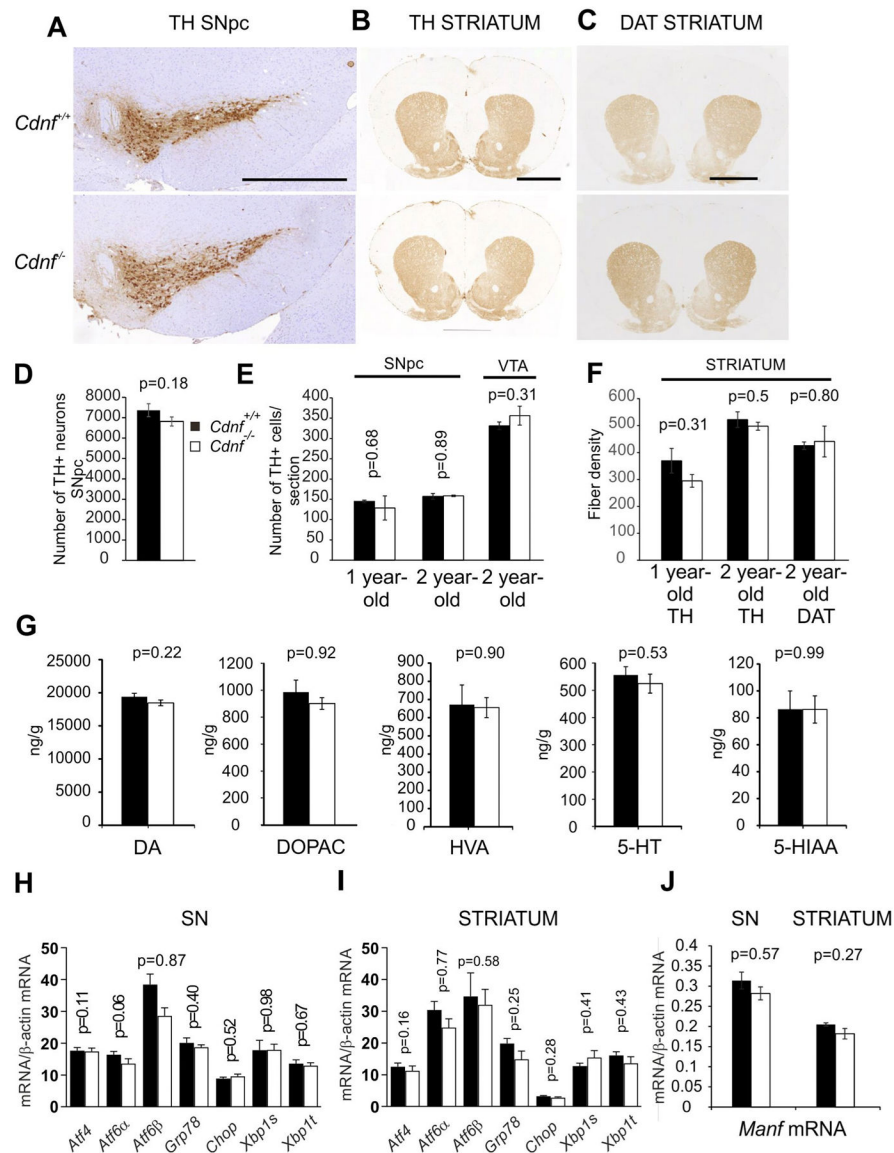 A TH SNpc
B TH STRIATUM
C DAT STRIATUM
Cdnf+/+
Cdnf-/-
D
p=0.18
Number of TH+ neurons
SNpc
8000
7000
6000
5000
4000
3000
2000
1000
0
Cdnf+/+
Cdnf-/-
E
SNpc
VTA
p=0.68
p=0.89
p=0.31
Number of TH+ cells/
section
400
350
300
250
200
150
100
50
0
1 year-
old
2 year-
old
2 year-
old
F
STRIATUM
p=0.31
p=0.5
p=0.80
Fiber density
600
500
400
300
200
100
0
1 year-
old
TH
2 year-
old
TH
2 year-
old
DAT
G
p=0.22
ng/g
25000
20000
15000
10000
5000
0
DA
p=0.92
ng/g
1200
1000
800
600
400
200
0
DOPAC
p=0.90
ng/g
900
800
700
600
500
400
300
200
100
0
HVA
p=0.53
ng/g
600
500
400
300
200
100
0
5-HT
p=0.99
ng/g
120
100
80
60
40
20
0
5-HIAA
H
SN
mRNA/β-actin mRNA
50
40
30
20
10
0
p=0.11
p=0.06
p=0.87
p=0.40
p=0.52
p=0.98
p=0.67
Atf4
Atf6α
Atf6β
Grp78
Chop
Xbp1s
Xbp1t
I
STRIATUM
mRNA/β-actin mRNA
50
40
30
20
10
0
p=0.16
p=0.77
p=0.58
p=0.25
p=0.28
p=0.41
p=0.43
Atf4
Atf6α
Atf6β
Grp78
Chop
Xbp1s
Xbp1t
J
SN STRIATUM
p=0.57
p=0.27
mRNA/β-actin mRNA
0.4
0.35
0.3
0.25
0.2
0.15
0.1
0.05
0
Manf mRNA